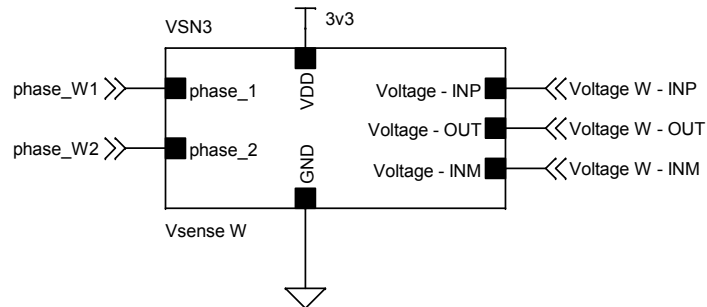 VSN3
3v3
phase_W1
phase_1
VDD
Voltage - INP
Voltage W - INP
phase_W2
phase_2
Voltage - OUT
Voltage W - OUT
GND
Voltage - INM
Voltage W - INM
Vsense W